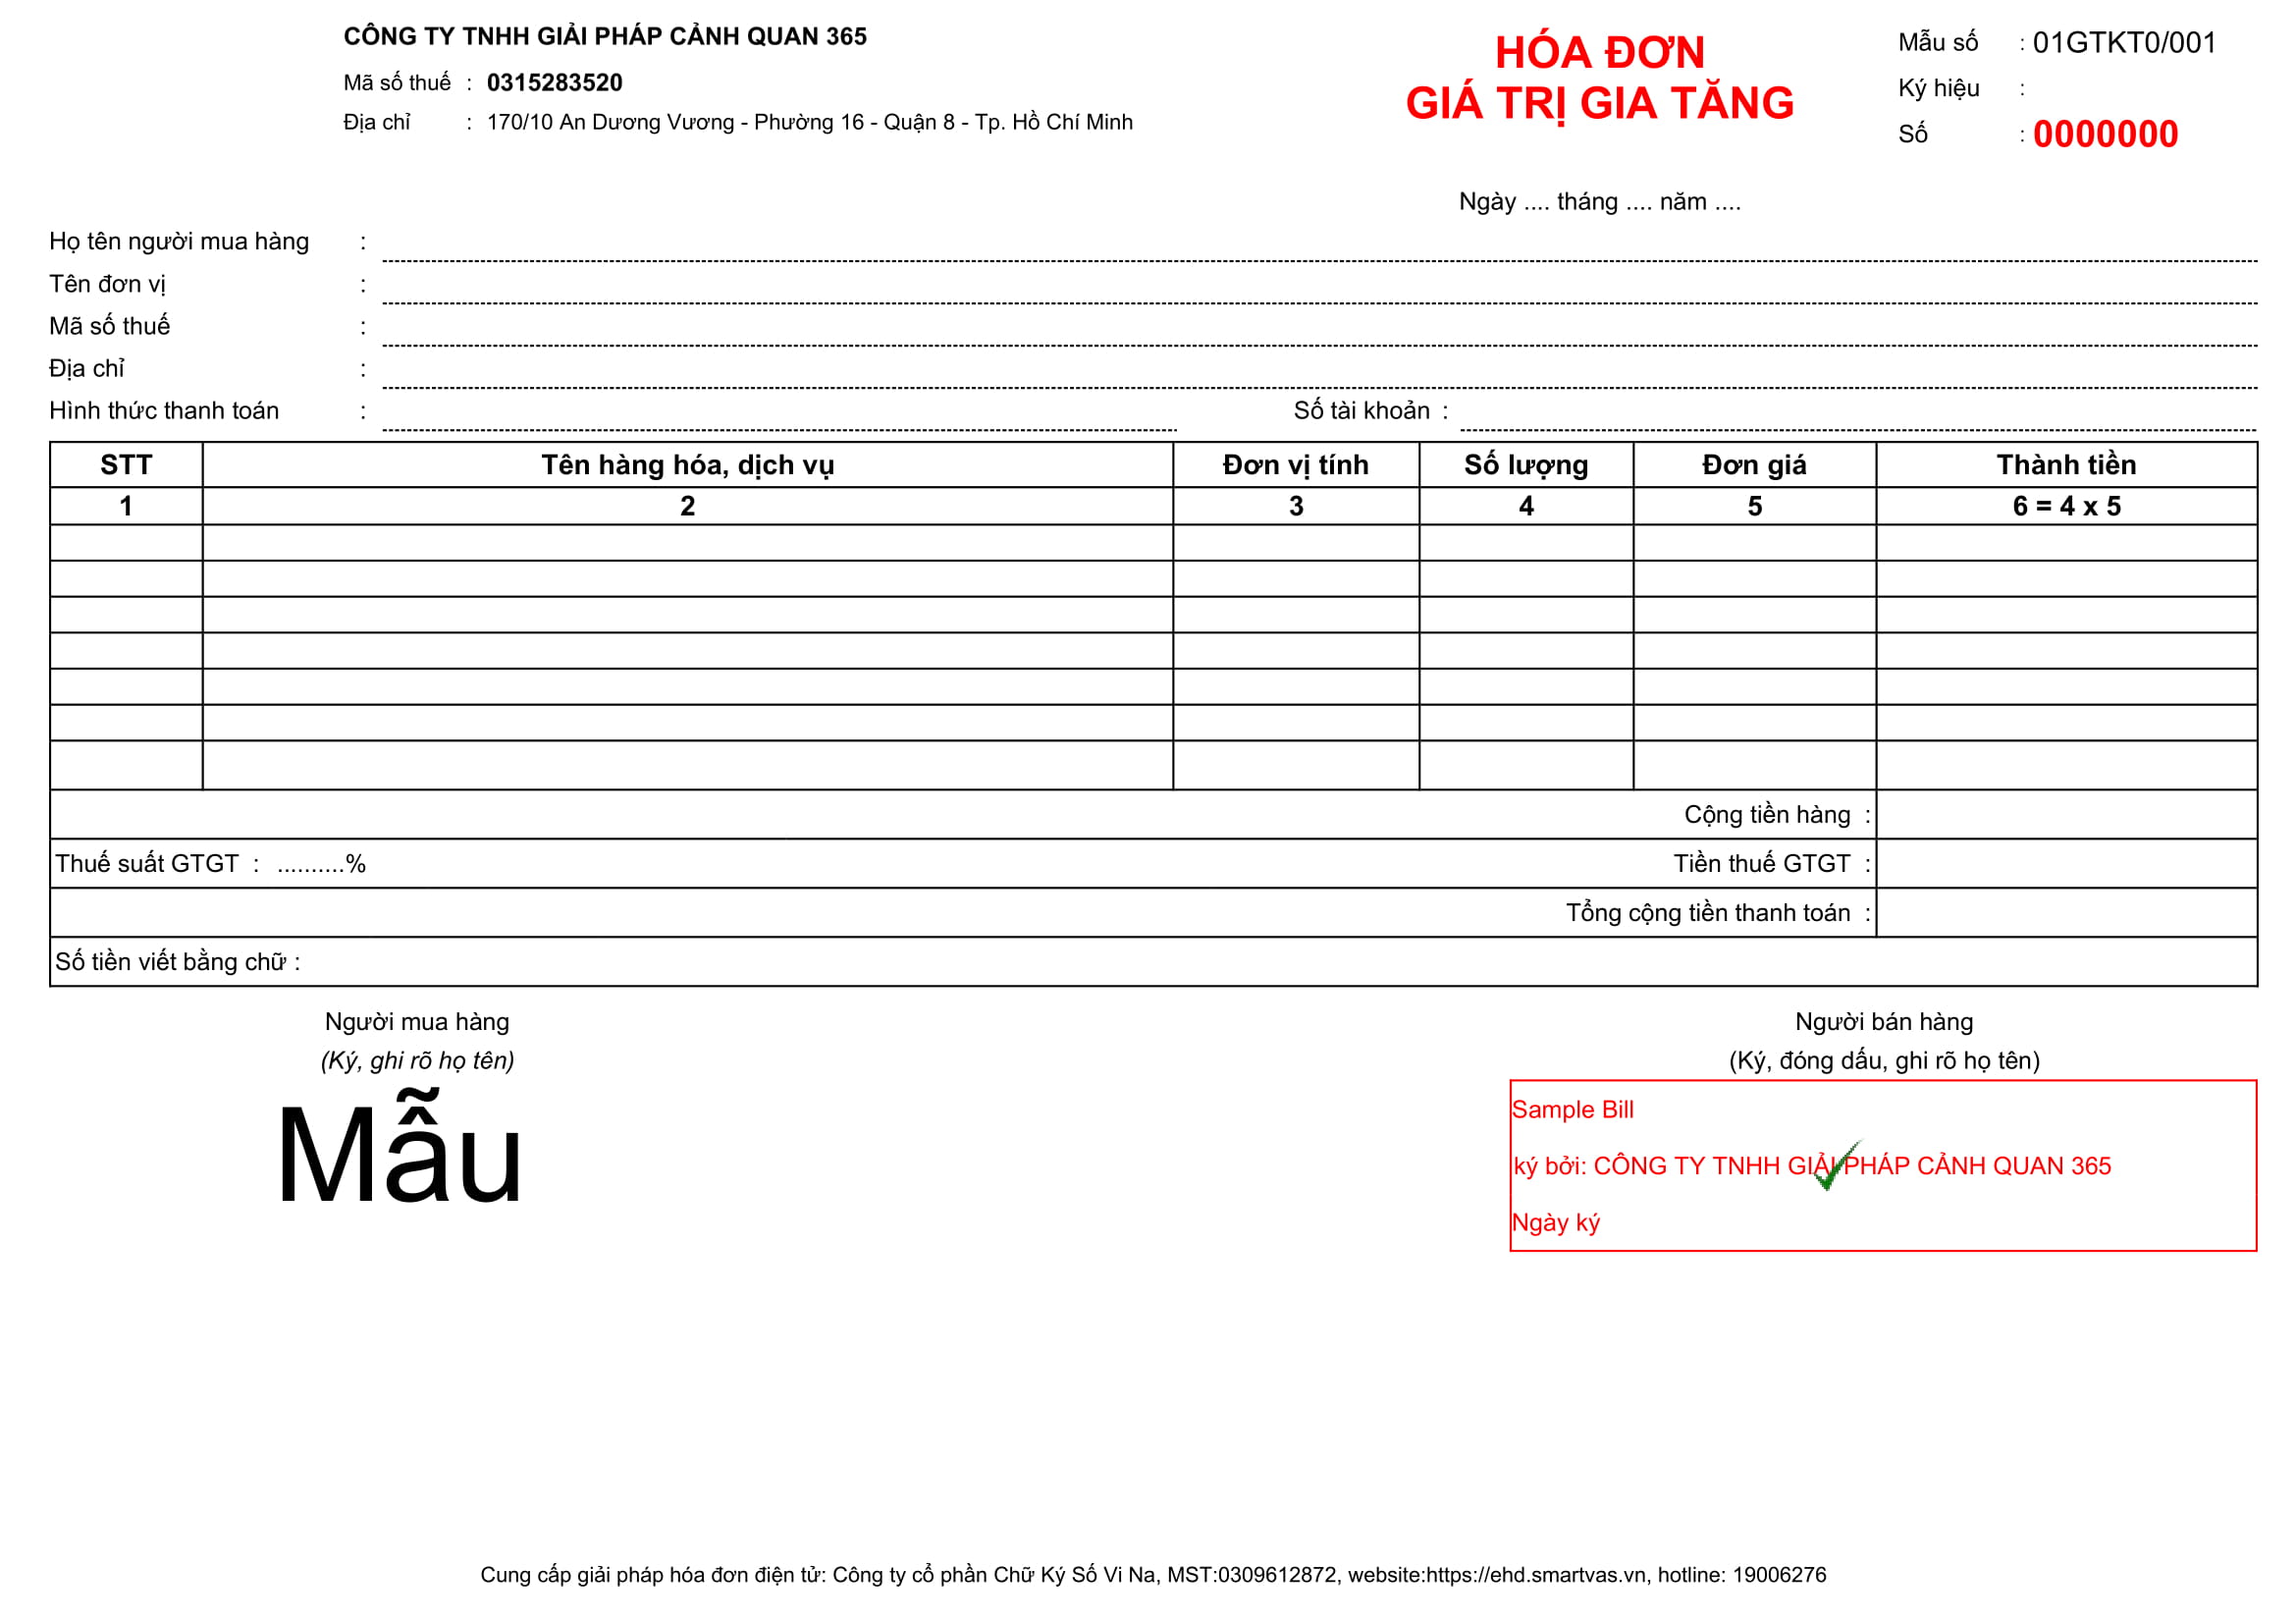 CÔNG TY TNHH GIẢI PHÁP CẢNH QUAN 365
Mã số thuế : 0315283520
Địa chỉ : 170/10 An Dương Vương - Phường 16 - Quận 8 - Tp. Hồ Chí Minh
HÓA ĐƠN
GIÁ TRỊ GIA TĂNG
Mẫu số : 01GTKT0/001
Ký hiệu :
Số : 0000000
Ngày .... tháng .... năm ....
Họ tên người mua hàng :
Tên đơn vị :
Mã số thuế :
Địa chỉ :
Hình thức thanh toán : Số tài khoản :
STT Tên hàng hóa, dịch vụ Đơn vị tính Số lượng Đơn giá Thành tiền
1 2 3 4 5 6 = 4 x 5
Cộng tiền hàng :
Thuế suất GTGT : ..........% Tiền thuế GTGT :
Tổng cộng tiền thanh toán :
Số tiền viết bằng chữ :
Người mua hàng
(Ký, ghi rõ họ tên)
Mẫu
Người bán hàng
(Ký, đóng dấu, ghi rõ họ tên)
Sample Bill
ký bởi: CÔNG TY TNHH GIẢI PHÁP CẢNH QUAN 365
Ngày ký
Cung cấp giải pháp hóa đơn điện tử: Công ty cổ phần Chữ Ký Số Vi Na, MST:0309612872, website:https://ehd.smartvas.vn, hotline: 19006276